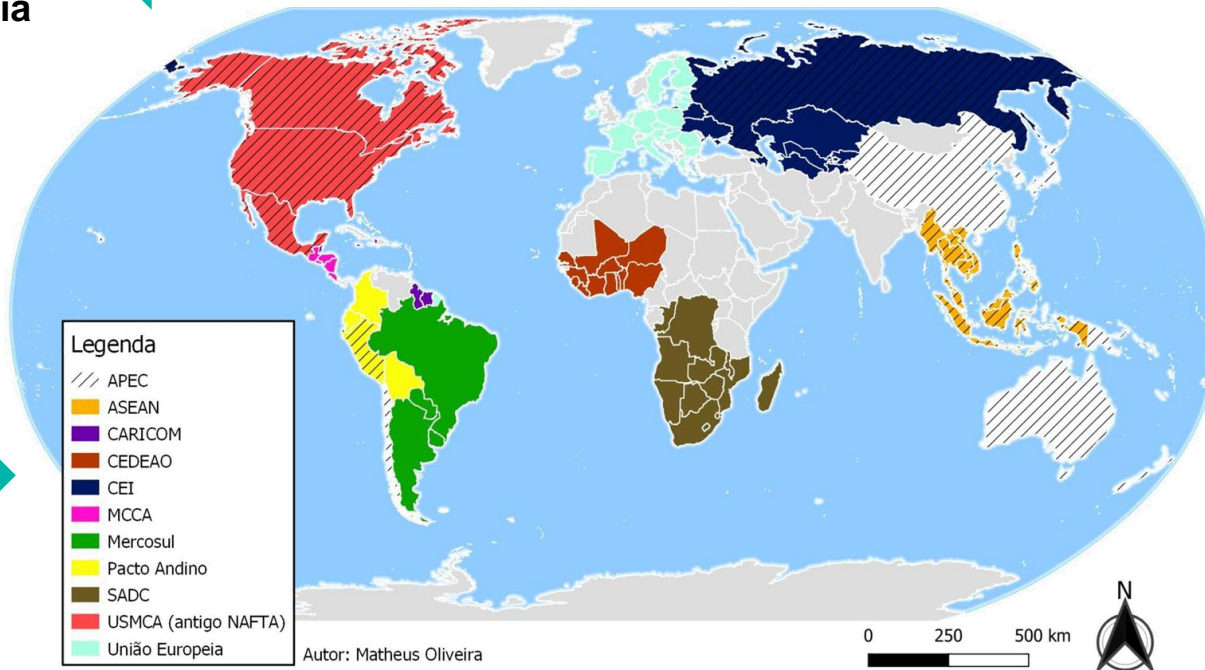 ia
Legenda
APEC
ASEAN
CARICOM
CEDEAO
CEI
MCCA
Mercosul
Pacto Andino
SADC
USMCA (antigo NAFTA)
União Europeia
Autor: Matheus Oliveira
0 250 500 km
N